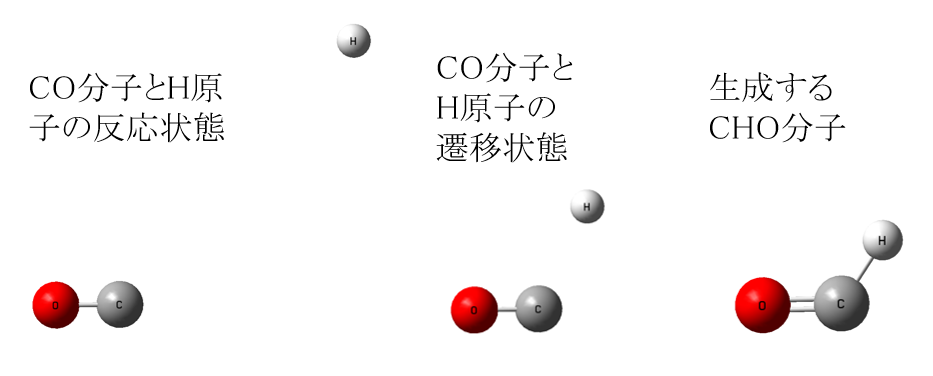 CO分子とH原
子の反応状態
CO分子と
H原子の
遷移状態
生成する
CHO分子
H
O C
H
O C
H
O C